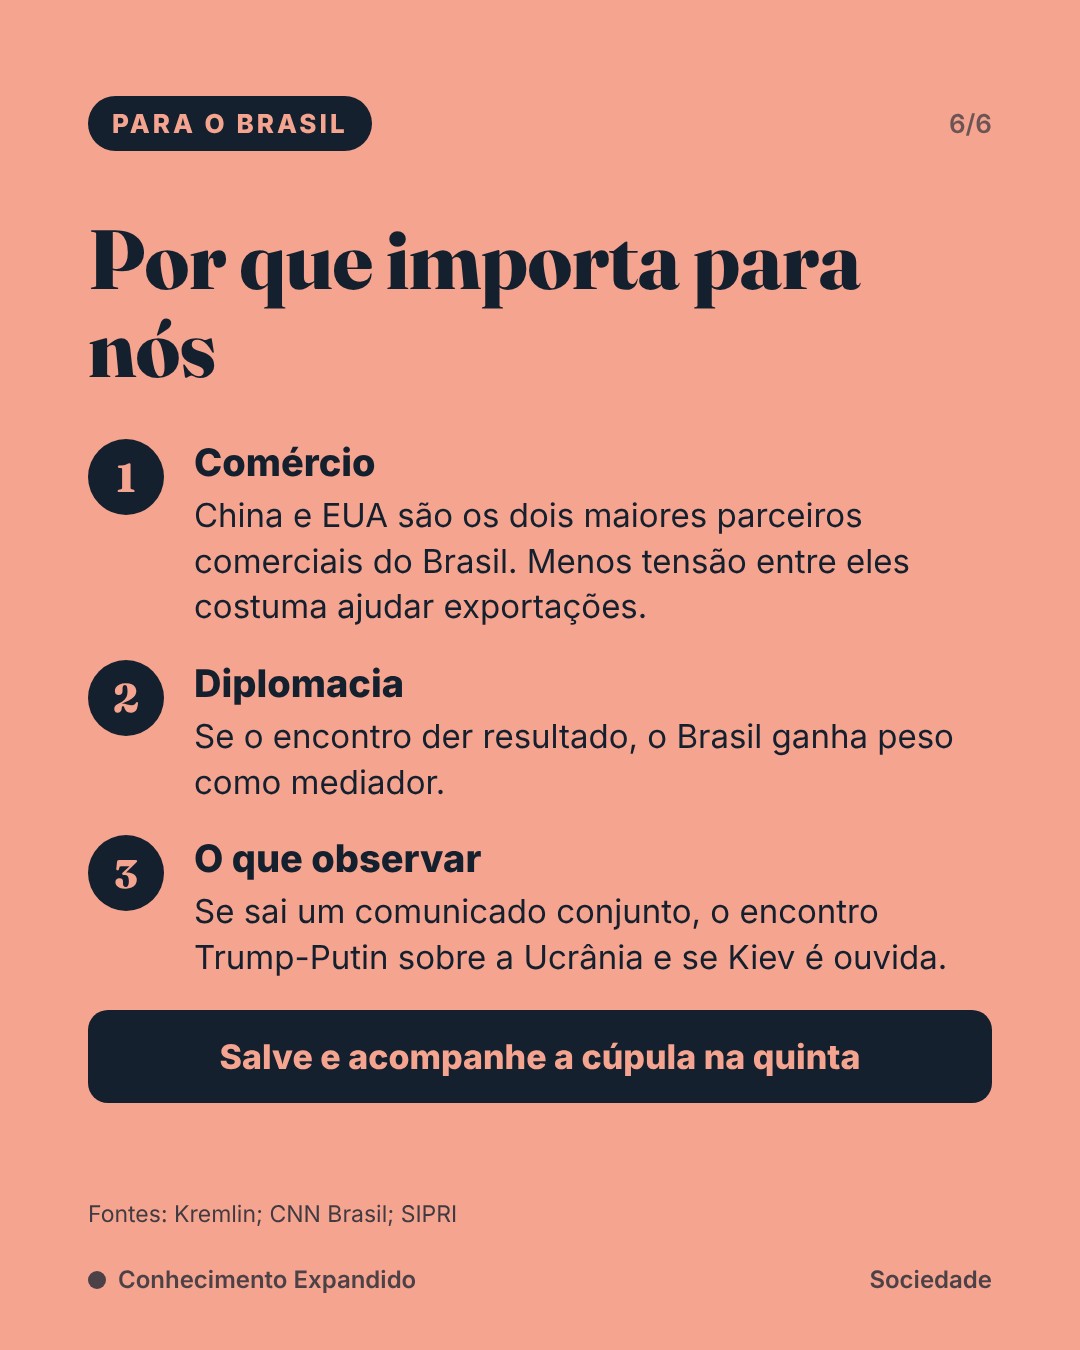 PARA O BRASIL
6/6
Por que importa para
nós
1
Comércio
China e EUA são os dois maiores parceiros
comerciais do Brasil. Menos tensão entre eles
costuma ajudar exportações.
2
Diplomacia
Se o encontro der resultado, o Brasil ganha peso
como mediador.
3
O que observar
Se sai um comunicado conjunto, o encontro
Trump-Putin sobre a Ucrânia e se Kiev é ouvida.
Salve e acompanhe a cúpula na quinta
Fontes: Kremlin; CNN Brasil; SIPRI
Conhecimento Expandido
Sociedade